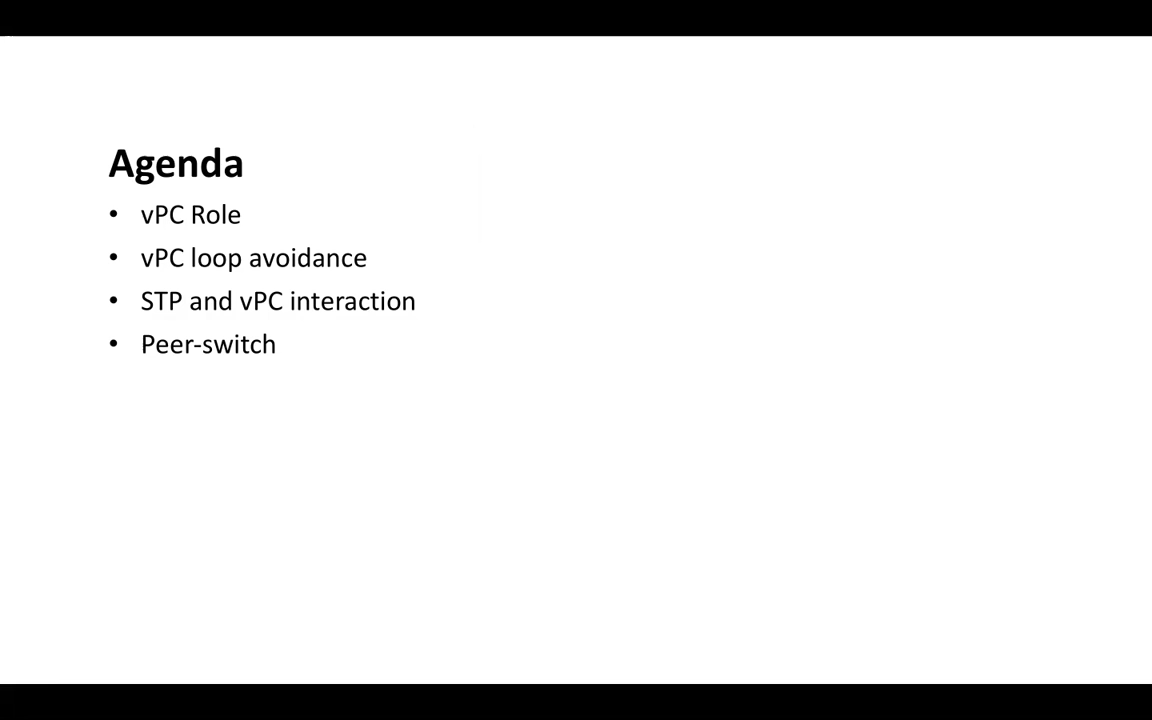 Agenda
• vPC Role
• vPC loop avoidance
• STP and vPC interaction
• Peer-switch